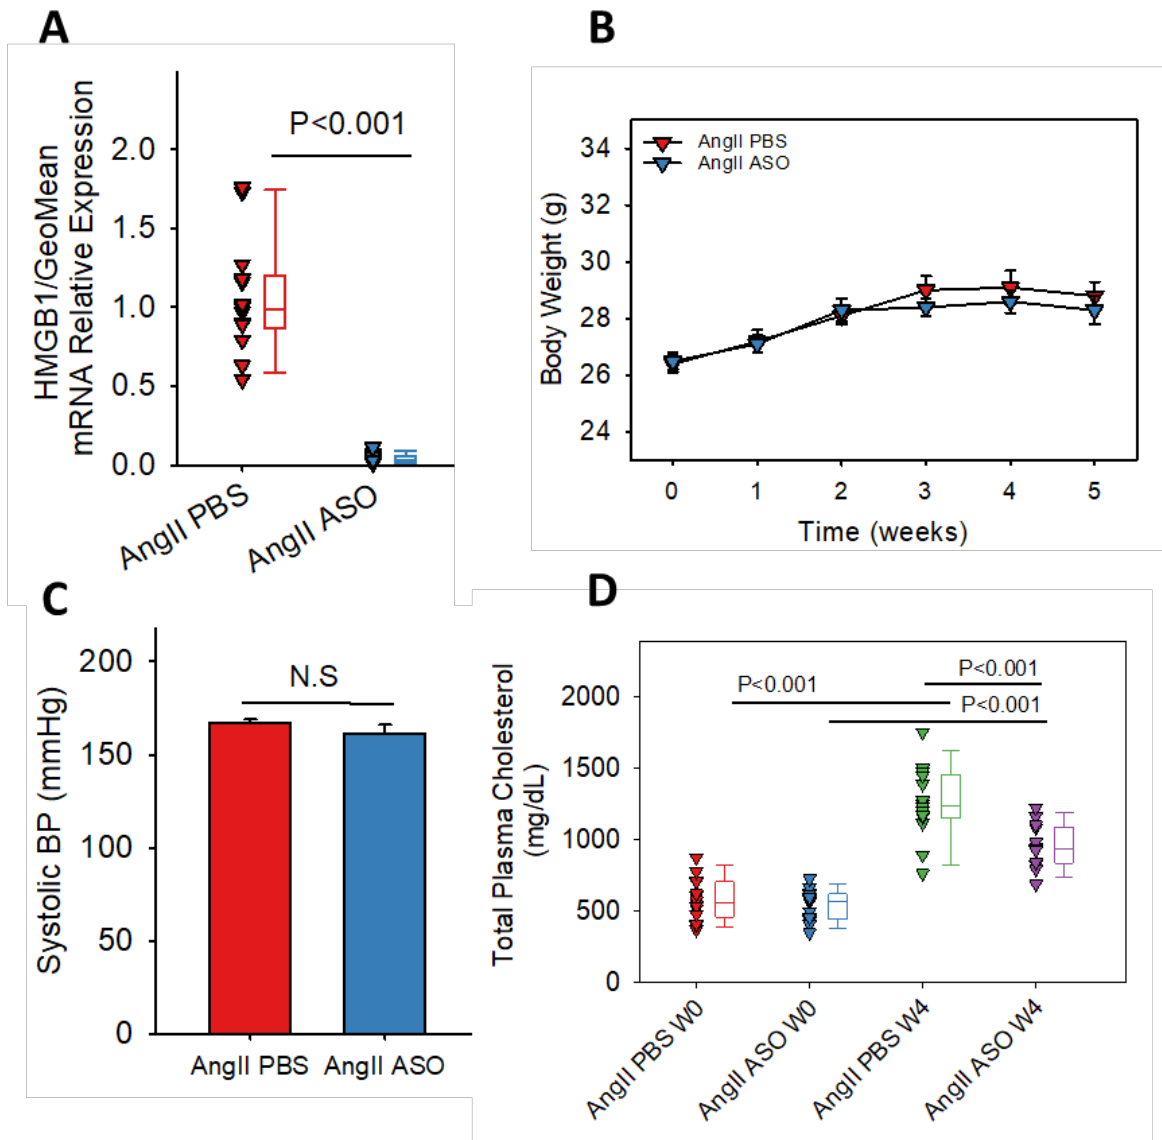 A
HMGB1/GeoMean
mRNA Relative Expression
2.0
1.5
1.0
0.5
0.0
P<0.001
AngII PBS
AngII ASO
B
Body Weight (g)
34
32
30
28
26
24
AngII PBS
AngII ASO
0 1 2 3 4 5
Time (weeks)
C
Systolic BP (mmHg)
200
150
100
50
0
N.S
AngII PBS AngII ASO
D
Total Plasma Cholesterol
(mg/dL)
2000
1500
1000
500
0
P<0.001
P<0.001
P<0.001
AngII PBS W0
AngII ASO W0
AngII PBS W4
AngII ASO W4